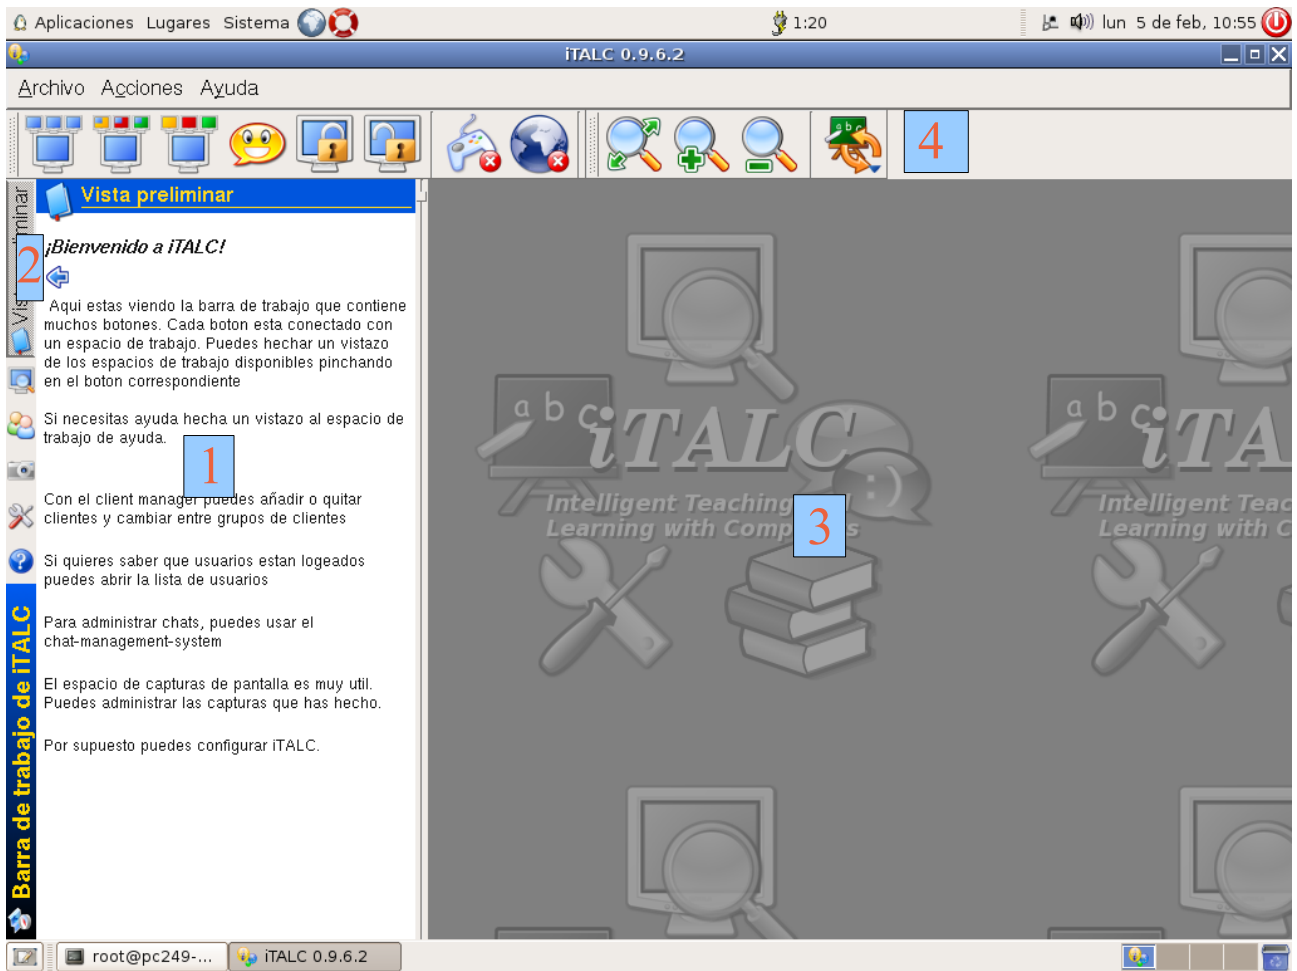 Aplicaciones Lugares Sistema 1:20 lun 5 de feb, 10:55
iTALC 0.9.6.2
Archivo Acciones Ayuda
4
Vista preliminar
2
¡Bienvenido a iTALC!
Aqui estas viendo la barra de trabajo que contiene
muchos botones. Cada boton esta conectado con
un espacio de trabajo. Puedes hechar un vistazo
de los espacios de trabajo disponibles pinchando
en el boton correspondiente
Si necesitas ayuda hecha un vistazo al espacio de
trabajo de ayuda.
1
Con el client manager puedes añadir o quitar
clientes y cambiar entre grupos de clientes
Si quieres saber que usuarios estan logeados
puedes abrir la lista de usuarios
Para administrar chats, puedes usar el
chat-management-system
El espacio de capturas de pantalla es muy util.
Puedes administrar las capturas que has hecho.
Por supuesto puedes configurar iTALC.
Barra de trabajo de iTALC
a b c
iTALC
:)
Intelligent Teaching
Learning with
3
a b c
iTA
Intelligent Teac
Learning with C
root@pc249-... iTALC 0.9.6.2